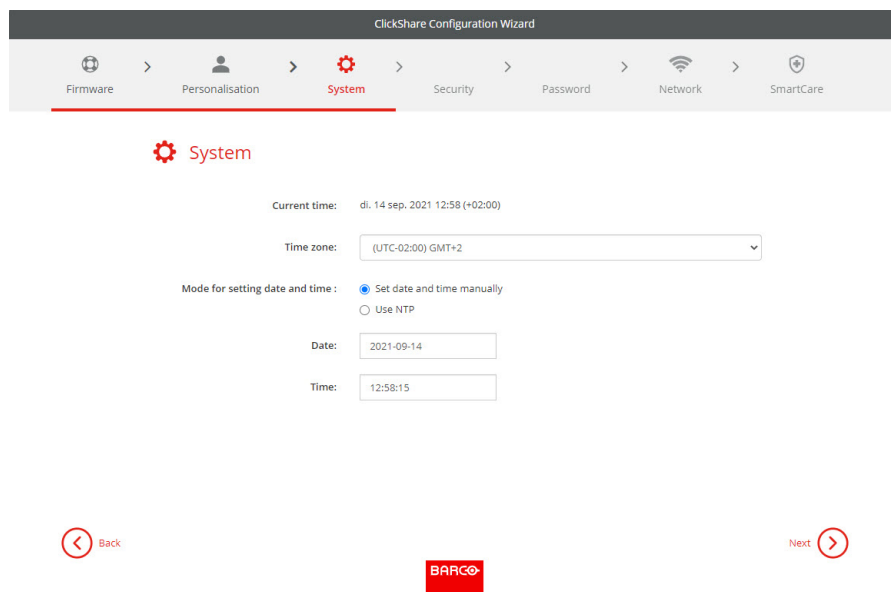 ClickShare Configuration Wizard
Firmware
Personalisation
System
Security
Password
Network
SmartCare
System
Current time: di. 14 sep. 2021 12:58 (+02:00)
Time zone: (UTC-02:00) GMT+2
Mode for setting date and time : Set date and time manually
Use NTP
Date: 2021-09-14
Time: 12:58:15
Back
Next
BARCO